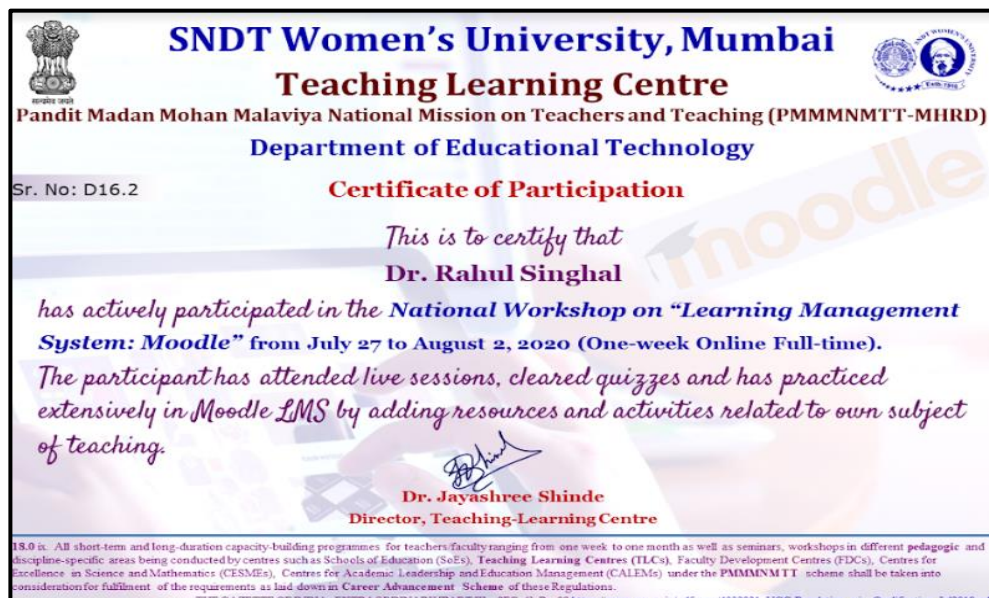 SNDT Women's University, Mumbai
Teaching Learning Centre
सत्यमेव जयते
Pandit Madan Mohan Malaviya National Mission on Teachers and Teaching (PMMMNMTT-MHRD)
Department of Educational Technology
Sr. No: D16.2
Certificate of Participation
moodle
This is to certify that
Dr. Rahul Singhal
has actively participated in the National Workshop on “Learning Management
System: Moodle” from July 27 to August 2, 2020 (One-week Online Full-time).
The participant has attended live sessions, cleared quizzes and has practiced
extensively in Moodle LMS by adding resources and activities related to own subject
of teaching.
Dr. Jayashree Shinde
Director, Teaching-Learning Centre
18.0 ix. All short-term and long-duration capacity-building programmes for teachers/faculty ranging from one week to one month as well as seminars, workshops in different pedagogic and
discipline-specific areas being conducted by centres such as Schools of Education (SoEs), Teaching Learning Centres (TLCs), Faculty Development Centres (FDCs), Centres for
Excellence in Science and Mathematics (CESMEs), Centres for Academic Leadership and Education Management (CALEMs) under the PMMMNMTT scheme shall be taken into
consideration for fulfilment of the requirements as laid down in Career Advancement Scheme of these Regulations.